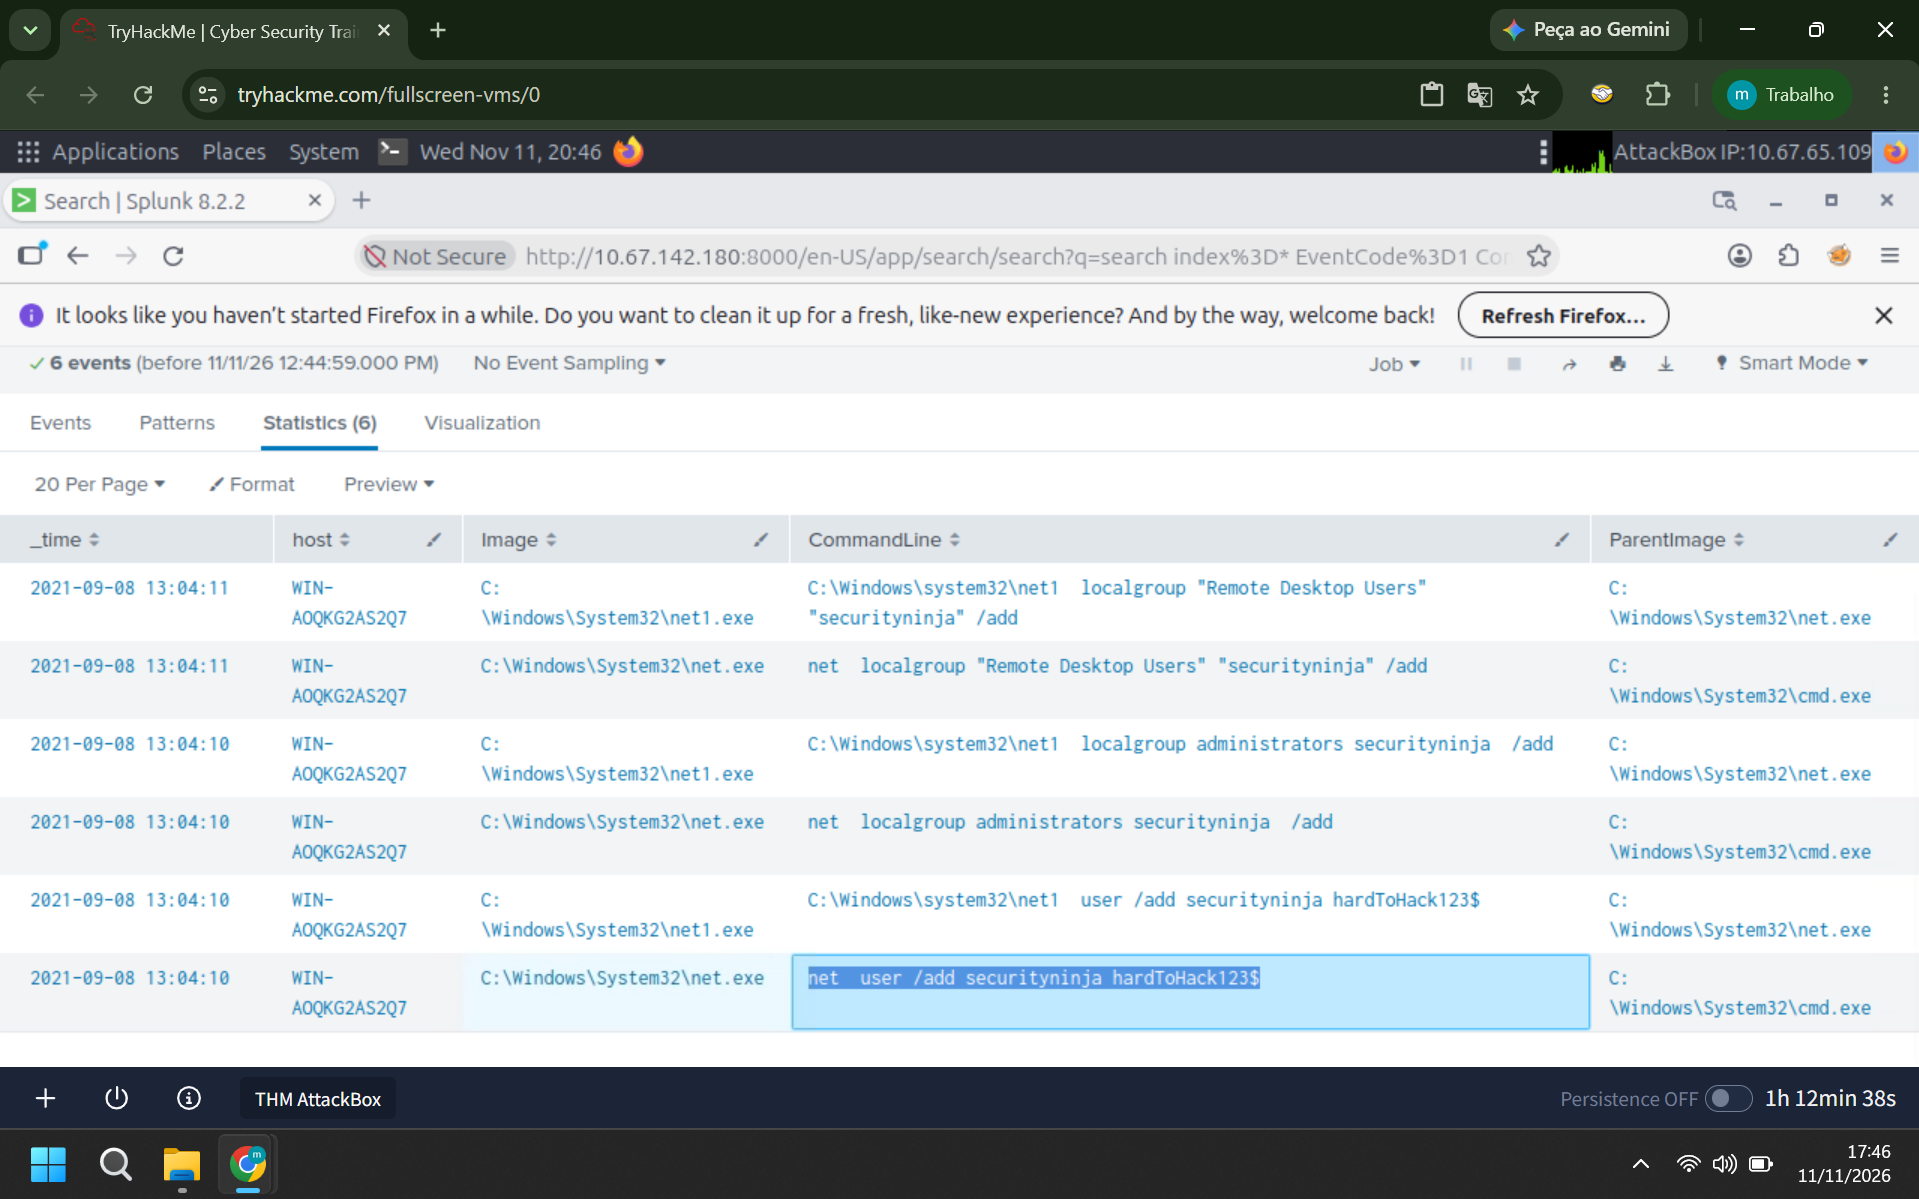 TryHackMe | Cyber Security Trai
Peça ao Gemini
tryhackme.com/fullscreen-vms/0
m
Trabalho
Applications Places System Wed Nov 11, 20:46
AttackBox IP:10.67.65.109
Search | Splunk 8.2.2
Not Secure http://10.67.142.180:8000/en-US/app/search/search?q=search index%3D* EventCode%3D1 Cor
It looks like you haven't started Firefox in a while. Do you want to clean it up for a fresh, like-new experience? And by the way, welcome back!
Refresh Firefox...
6 events (before 11/11/26 12:44:59.000 PM) No Event Sampling
Job
Smart Mode
Events Patterns Statistics (6) Visualization
20 Per Page Format Preview
_time host Image CommandLine ParentImage
2021-09-08 13:04:11 WIN- C: C:\Windows\system32\net1  localgroup "Remote Desktop Users" C:
AOQKG2AS2Q7 \Windows\System32\net1.exe "securityninja" /add \Windows\System32\net.exe
2021-09-08 13:04:11 WIN- C:\Windows\System32\net.exe net  localgroup "Remote Desktop Users" "securityninja" /add C:
AOQKG2AS2Q7 \Windows\System32\cmd.exe
2021-09-08 13:04:10 WIN- C: C:\Windows\system32\net1  localgroup administrators securityninja  /add C:
AOQKG2AS2Q7 \Windows\System32\net1.exe \Windows\System32\net.exe
2021-09-08 13:04:10 WIN- C:\Windows\System32\net.exe net  localgroup administrators securityninja  /add C:
AOQKG2AS2Q7 \Windows\System32\cmd.exe
2021-09-08 13:04:10 WIN- C: C:\Windows\system32\net1  user /add securityninja hardToHack123$ C:
AOQKG2AS2Q7 \Windows\System32\net1.exe \Windows\System32\net.exe
2021-09-08 13:04:10 WIN- C:\Windows\System32\net.exe net  user /add securityninja hardToHack123$ C:
AOQKG2AS2Q7 \Windows\System32\cmd.exe
THM AttackBox
Persistence OFF
1h 12min 38s
m
17:46
11/11/2026